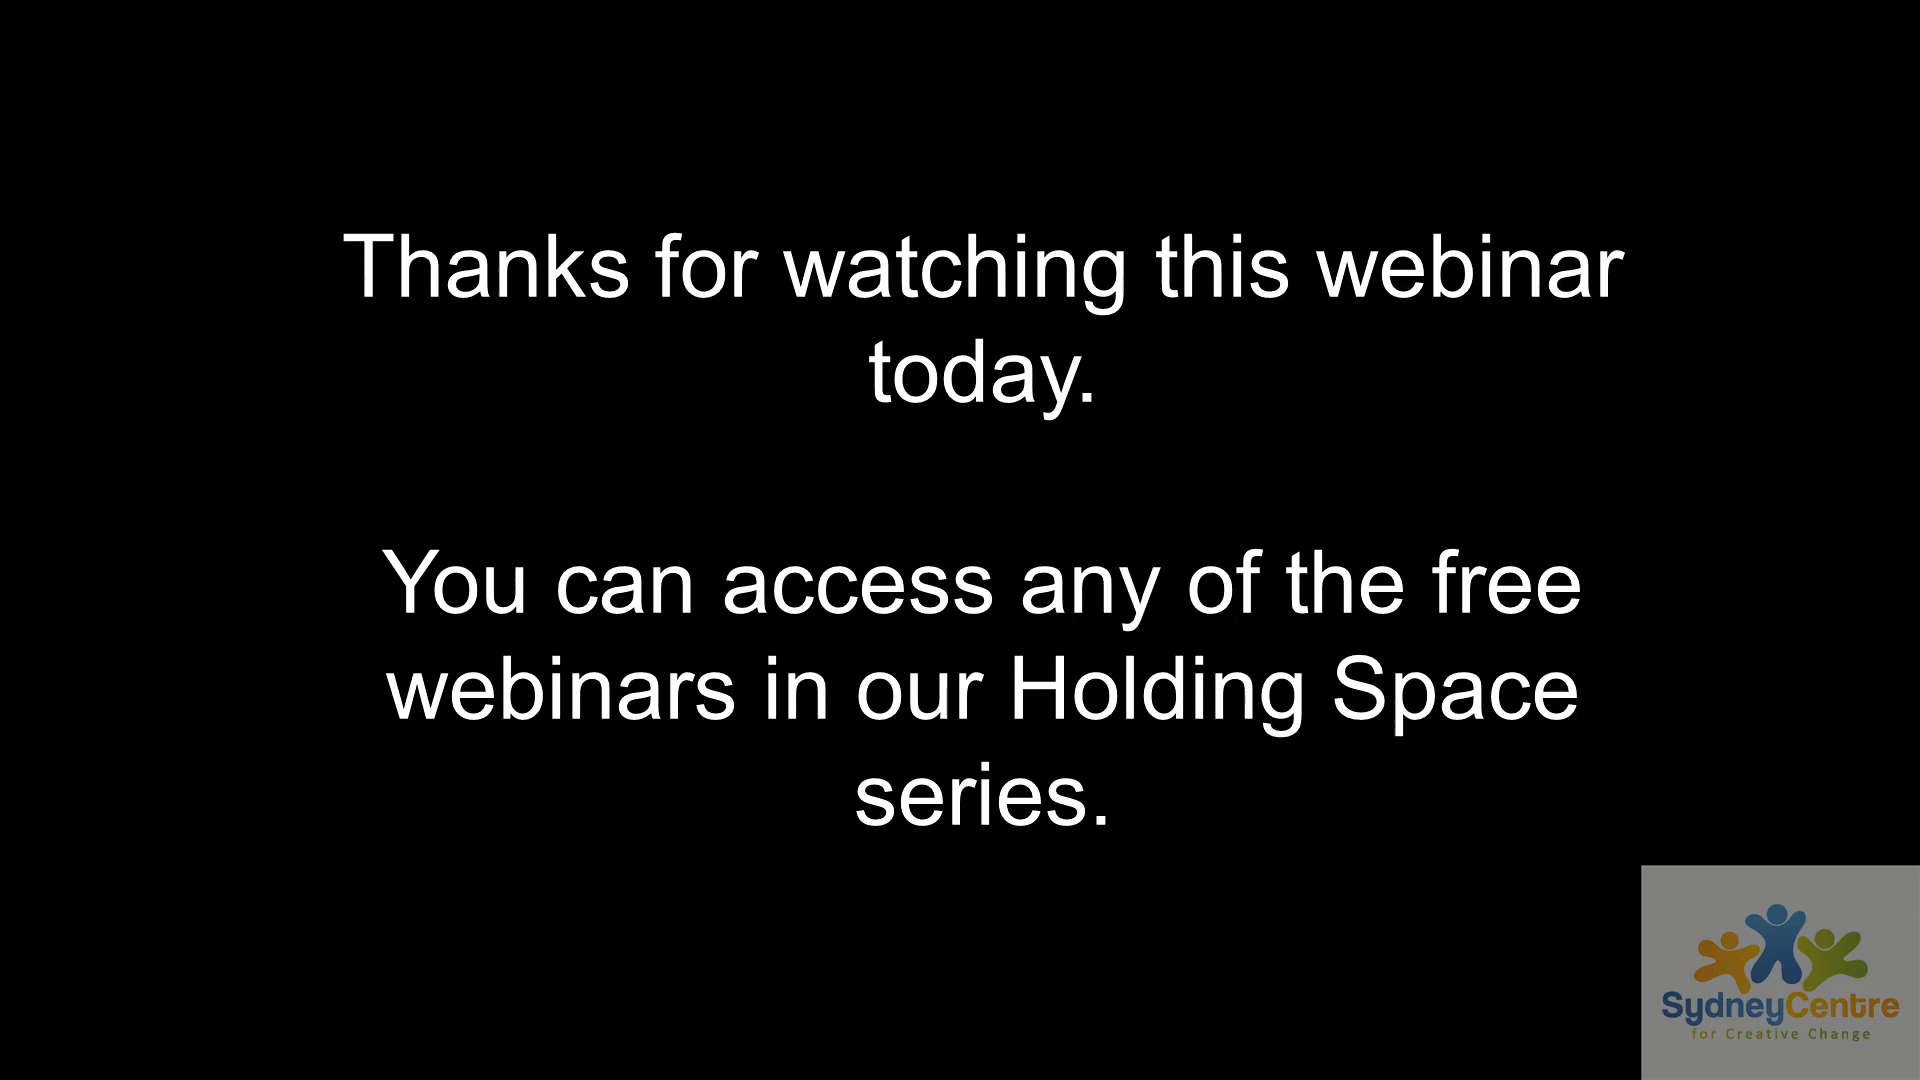 Thanks for watching this webinar
today.
You can access any of the free
webinars in our Holding Space
series.
SydneyCentre
for Creative Change